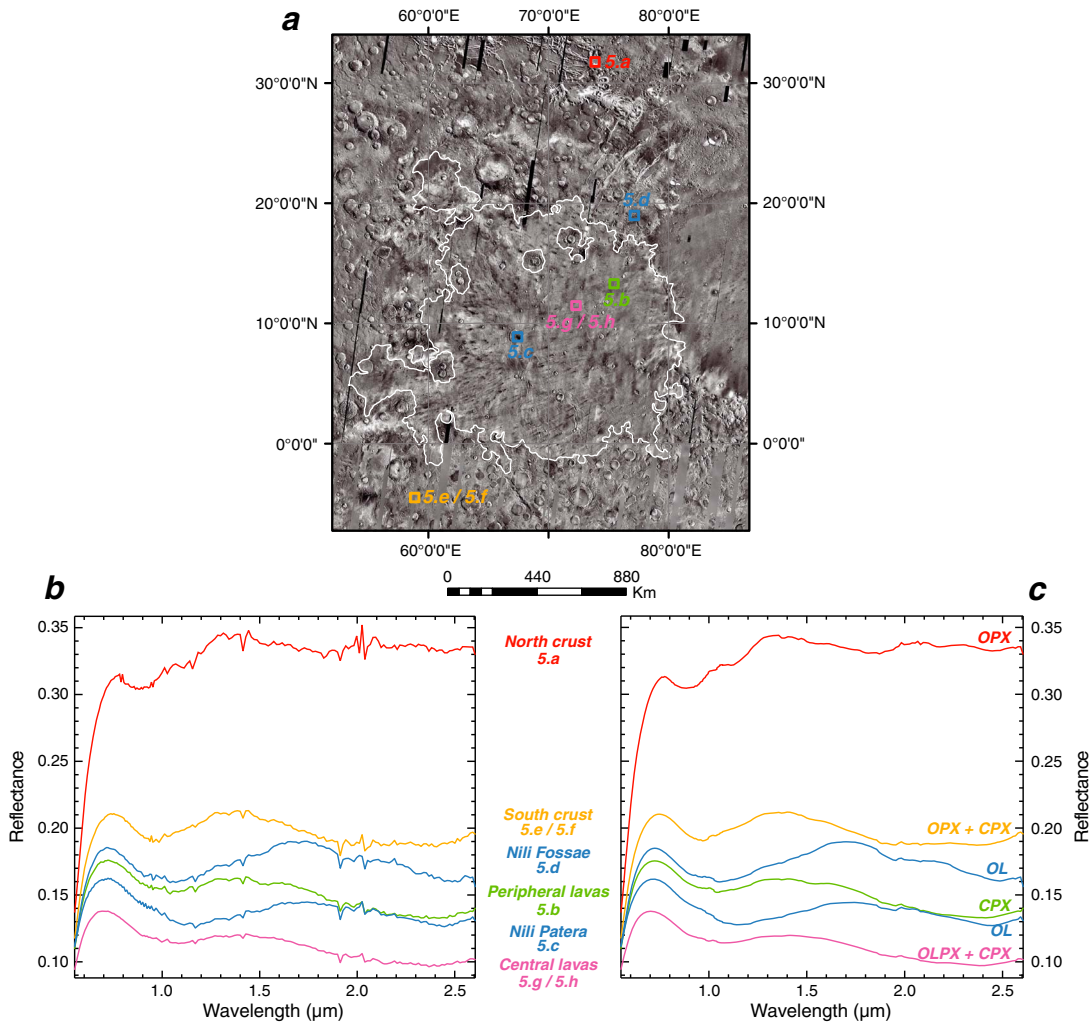 a
60°0'0"E 70°0'0"E 80°0'0"E
5.a
30°0'0"N 30°0'0"N
5.d
20°0'0"N 20°0'0"N
5.b
5.g / 5.h
10°0'0"N 10°0'0"N
5.c
0°0'0" 0°0'0"
5.e / 5.f
60°0'0"E 70°0'0"E 80°0'0"E
0 440 880
Km
b
Reflectance
0.35
0.30
0.25
0.20
0.15
0.10
1.0 1.5 2.0 2.5
Wavelength (µm)
North crust
5.a
South crust
5.e / 5.f
Nili Fossae
5.d
Peripheral lavas
5.b
Nili Patera
5.c
Central lavas
5.g / 5.h
c
OPX
OPX + CPX
OL
CPX
OL
OLPX + CPX
0.35
0.30
0.25
0.20
0.15
0.10
Reflectance
1.0 1.5 2.0 2.5
Wavelength (µm)